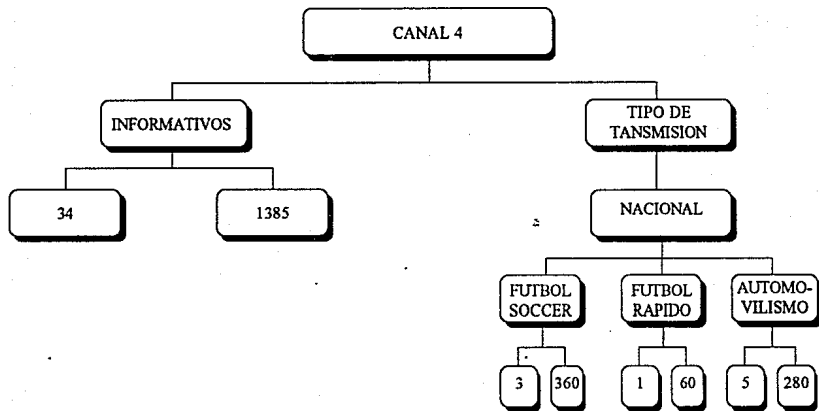 CANAL 4
INFORMATIVOS
TIPO DE
TANSMISION
34
1385
NACIONAL
FUTBOL
SOCCER
FUTBOL
RAPIDO
AUTOMO-
VILISMO
3
360
1
60
5
280